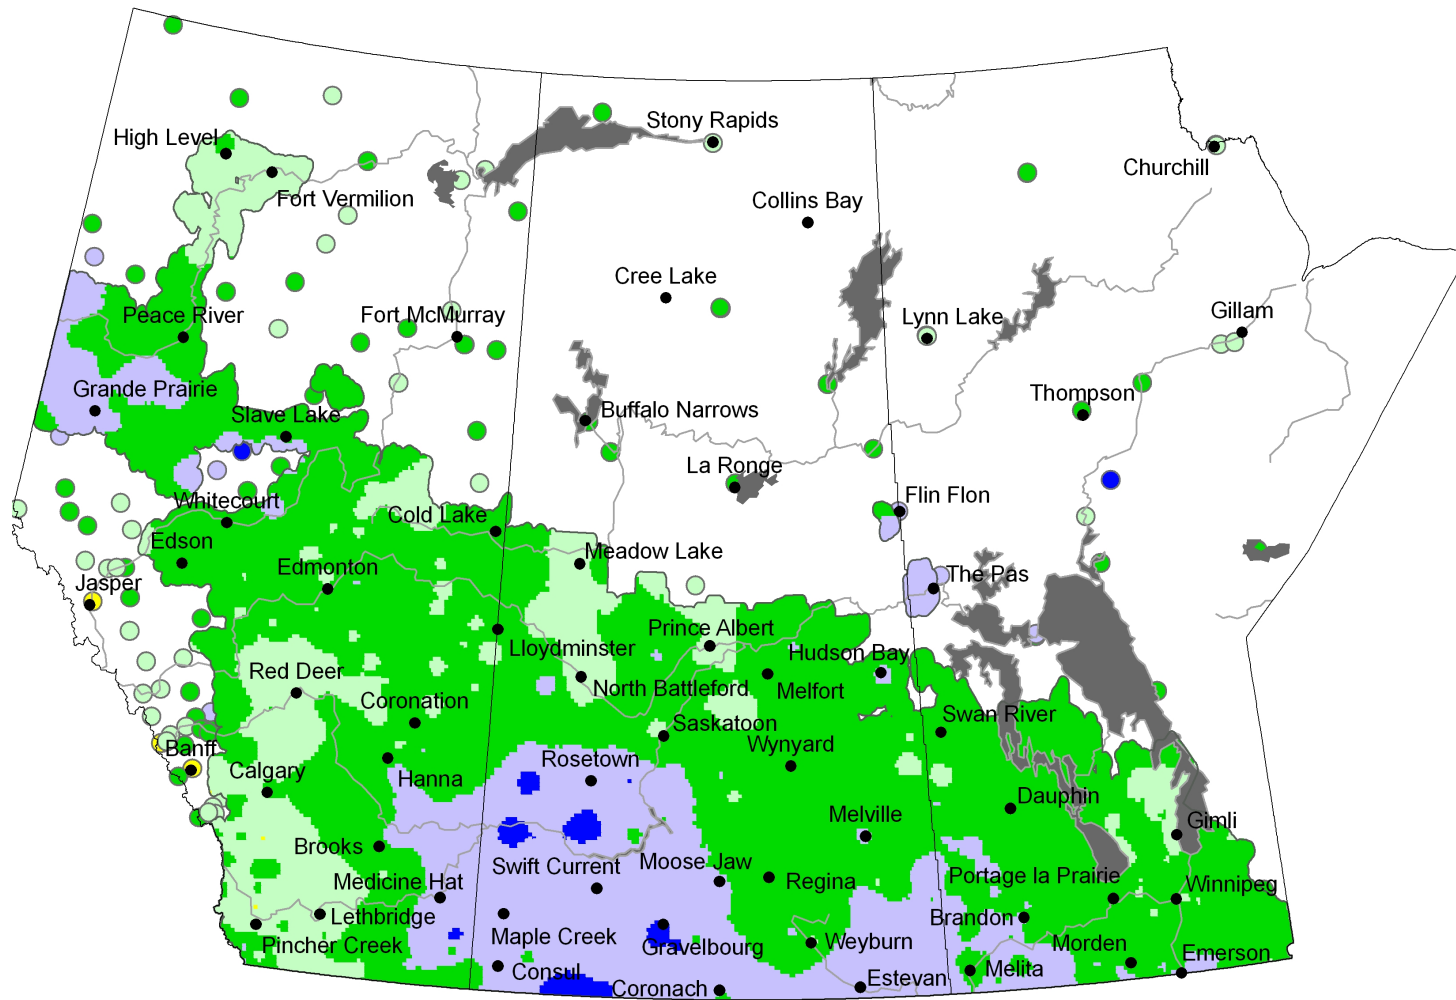 Stony Rapids
High Level
Churchill
Fort Vermilion
Collins Bay
Cree Lake
Peace River
Fort McMurray
Lynn Lake
Gillam
Grande Prairie
Thompson
Slave Lake
Buffalo Narrows
La Ronge
Whitecourt
Flin Flon
Cold Lake
Edson
Meadow Lake
Edmonton
The Pas
Jasper
Prince Albert
Lloydminster
Hudson Bay
Red Deer
North Battleford
Melfort
Coronation
Saskatoon
Swan River
Wynyard
Banff
Calgary
Hanna
Rosetown
Dauphin
Melville
Gimli
Brooks
Swift Current
Moose Jaw
Medicine Hat
Regina
Portage la Prairie
Winnipeg
Lethbridge
Brandon
Pincher Creek
Maple Creek
Gravelbourg
Weyburn
Morden
Emerson
Consul
Melita
Estevan
Coronach